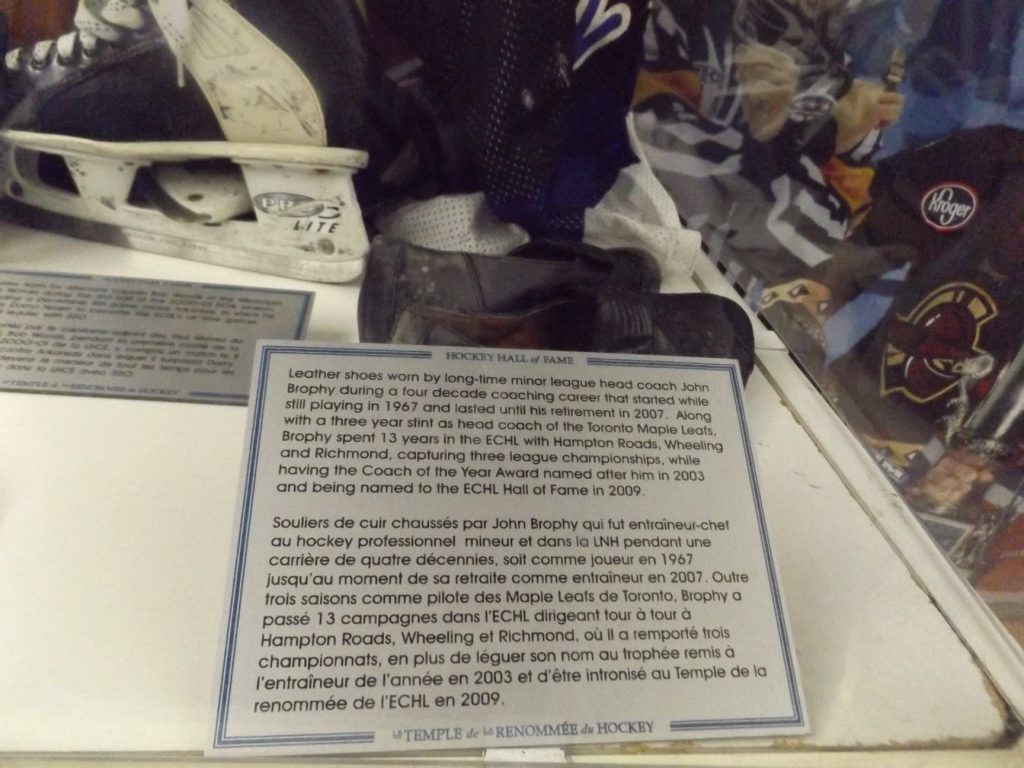 LITE
Kroger
HOCKEY HALL of FAME
Leather shoes worn by long-time minor league head coach John
Brophy during a four decade coaching career that started while
still playing in 1967 and lasted until his retirement in 2007. Along
with a three year stint as head coach of the Toronto Maple Leafs,
Brophy spent 13 years in the ECHL with Hampton Roads, Wheeling
and Richmond, capturing three league championships, while
having the Coach of the Year Award named after him in 2003
and being named to the ECHL Hall of Fame in 2009.
Souliers de cuir chaussés par John Brophy qui fut entraîneur-chef
au hockey professionnel mineur et dans la LNH pendant une
carrière de quatre décennies, soit comme joueur en 1967
jusqu'au moment de sa retraite comme entraîneur en 2007. Outre
trois saisons comme pilote des Maple Leafs de Toronto, Brophy a
passé 13 campagnes dans l'ECHL dirigeant tour à tour à
Hampton Roads, Wheeling et Richmond, où il a remporté trois
championnats, en plus de léguer son nom au trophée remis à
l'entraîneur de l'année en 2003 et d'être intronisé au Temple de la
renommée de l'ECHL en 2009.
TEMPLE de la RENOMMÉE du HOCKEY